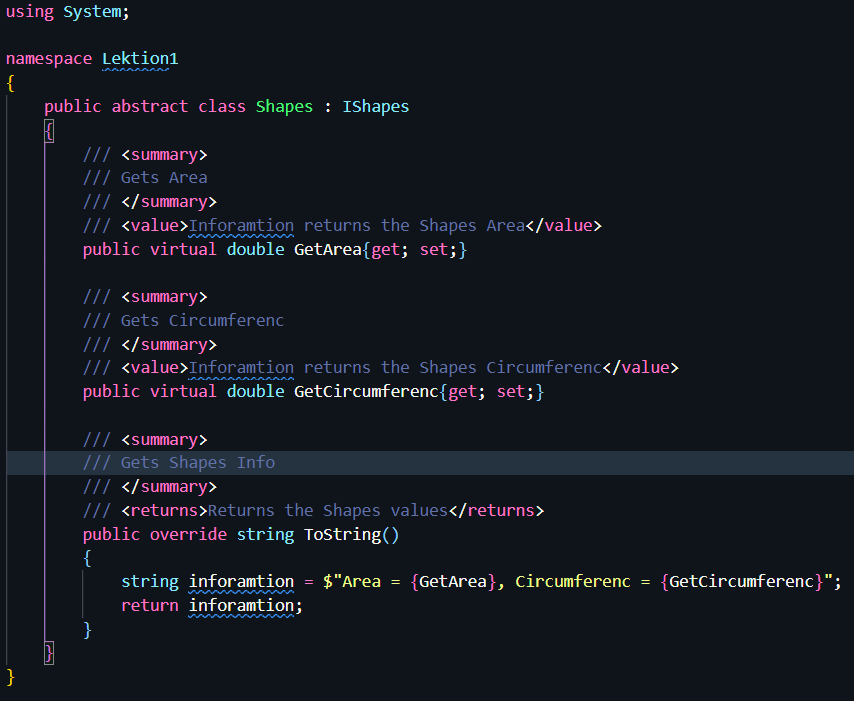 using System;
namespace Lektion1
{
public abstract class Shapes : IShapes
{
/// <summary>
/// Gets Area
/// </summary>
/// <value>Inforamtion returns the Shapes Area</value>
public virtual double GetArea{get; set;}
/// <summary>
/// Gets Circumferenc
/// </summary>
/// <value>Inforamtion returns the Shapes Circumferenc</value>
public virtual double GetCircumferenc{get; set;}
/// <summary>
/// Gets Shapes Info
/// </summary>
/// <returns>Returns the Shapes values</returns>
public override string ToString()
{
string inforamtion = $"Area = {GetArea}, Circumferenc = {GetCircumferenc}";
return inforamtion;
}
}
}